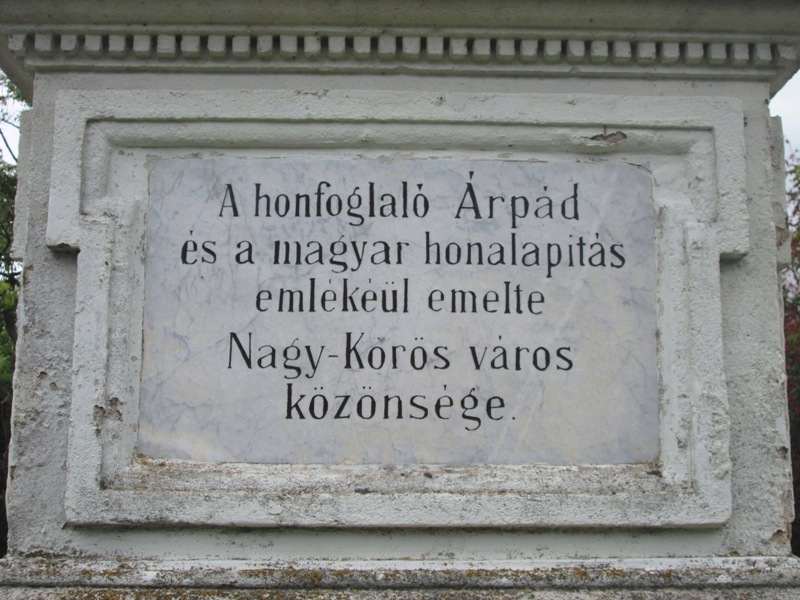 A honfoglaló Árpád
és a magyar honalapitás
emlékéül emelte
Nagy-Körös város
közönsége.